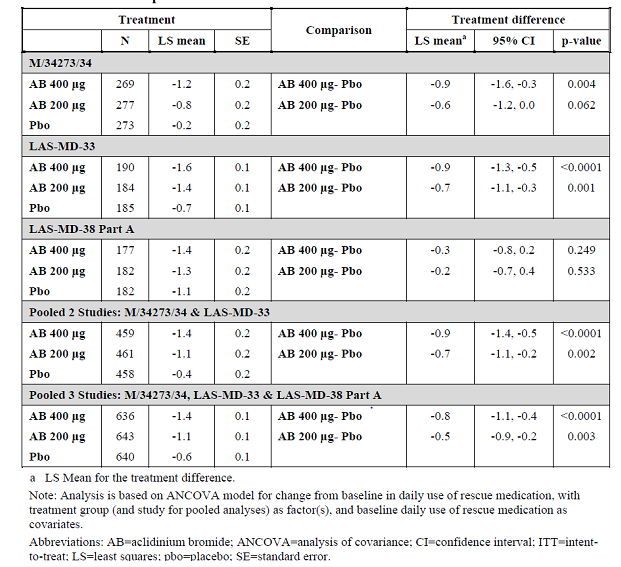 Treatment Comparison Treatment difference
N LS mean SE LS meanᵃ 95% CI p-value
M/34273/34
AB 400 µg 269 -1.2 0.2 AB 400 µg- Pbo -0.9 -1.6, -0.3 0.004
AB 200 µg 277 -0.8 0.2 AB 200 µg- Pbo -0.6 -1.2, 0.0 0.062
Pbo 273 -0.2 0.2
LAS-MD-33
AB 400 µg 190 -1.6 0.1 AB 400 µg- Pbo -0.9 -1.3, -0.5 <0.0001
AB 200 µg 184 -1.4 0.1 AB 200 µg- Pbo -0.7 -1.1, -0.3 0.001
Pbo 185 -0.7 0.1
LAS-MD-38 Part A
AB 400 µg 177 -1.4 0.2 AB 400 µg- Pbo -0.3 -0.8, 0.2 0.249
AB 200 µg 182 -1.3 0.2 AB 200 µg- Pbo -0.2 -0.7, 0.4 0.533
Pbo 182 -1.1 0.2
Pooled 2 Studies: M/34273/34 & LAS-MD-33
AB 400 µg 459 -1.4 0.2 AB 400 µg- Pbo -0.9 -1.4, -0.5 <0.0001
AB 200 µg 461 -1.1 0.2 AB 200 µg- Pbo -0.7 -1.1, -0.2 0.002
Pbo 458 -0.4 0.2
Pooled 3 Studies: M/34273/34, LAS-MD-33 & LAS-MD-38 Part A
AB 400 µg 636 -1.4 0.1 AB 400 µg- Pbo -0.8 -1.1, -0.4 <0.0001
AB 200 µg 643 -1.1 0.1 AB 200 µg- Pbo -0.5 -0.9, -0.2 0.003
Pbo 640 -0.6 0.1
a LS Mean for the treatment difference.
Note: Analysis is based on ANCOVA model for change from baseline in daily use of rescue medication, with
treatment group (and study for pooled analyses) as factor(s), and baseline daily use of rescue medication as
covariates.
Abbreviations: AB=aclidinium bromide; ANCOVA=analysis of covariance; CI=confidence interval; ITT=intent-
to-treat; LS=least squares; pbo=placebo; SE=standard error.